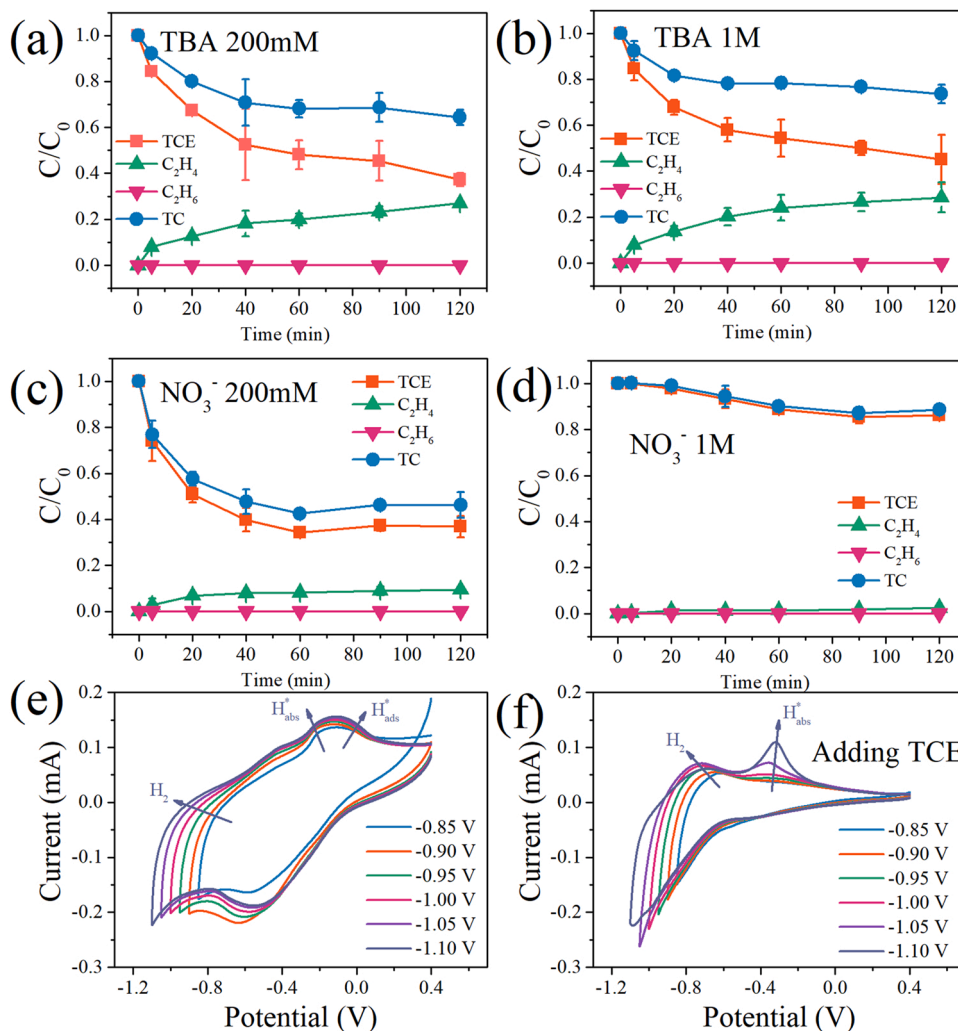 (a)
TBA 200mM
TCE
C₂H₄
C₂H₆
TC
C/C₀
1.0
0.8
0.6
0.4
0.2
0.0
0 20 40 60 80 100 120
Time (min)
(b)
TBA 1M
TCE
C₂H₄
C₂H₆
TC
C/C₀
1.0
0.8
0.6
0.4
0.2
0.0
0 20 40 60 80 100 120
Time (min)
(c)
NO₃⁻ 200mM
TCE
C₂H₄
C₂H₆
TC
C/C₀
1.0
0.8
0.6
0.4
0.2
0.0
0 20 40 60 80 100 120
Time (min)
(d)
NO₃⁻ 1M
TCE
C₂H₄
C₂H₆
TC
C/C₀
1.0
0.8
0.6
0.4
0.2
0.0
0 20 40 60 80 100 120
Time (min)
(e)
H*abs
H*ads
H₂
-0.85 V
-0.90 V
-0.95 V
-1.00 V
-1.05 V
-1.10 V
Current (mA)
0.2
0.1
0.0
-0.1
-0.2
-0.3
-1.2 -0.8 -0.4 0.0 0.4
Potential (V)
(f)
H*abs
H₂
Adding TCE
-0.85 V
-0.90 V
-0.95 V
-1.00 V
-1.05 V
-1.10 V
Current (mA)
0.2
0.1
0.0
-0.1
-0.2
-0.3
-1.2 -0.8 -0.4 0.0 0.4
Potential (V)